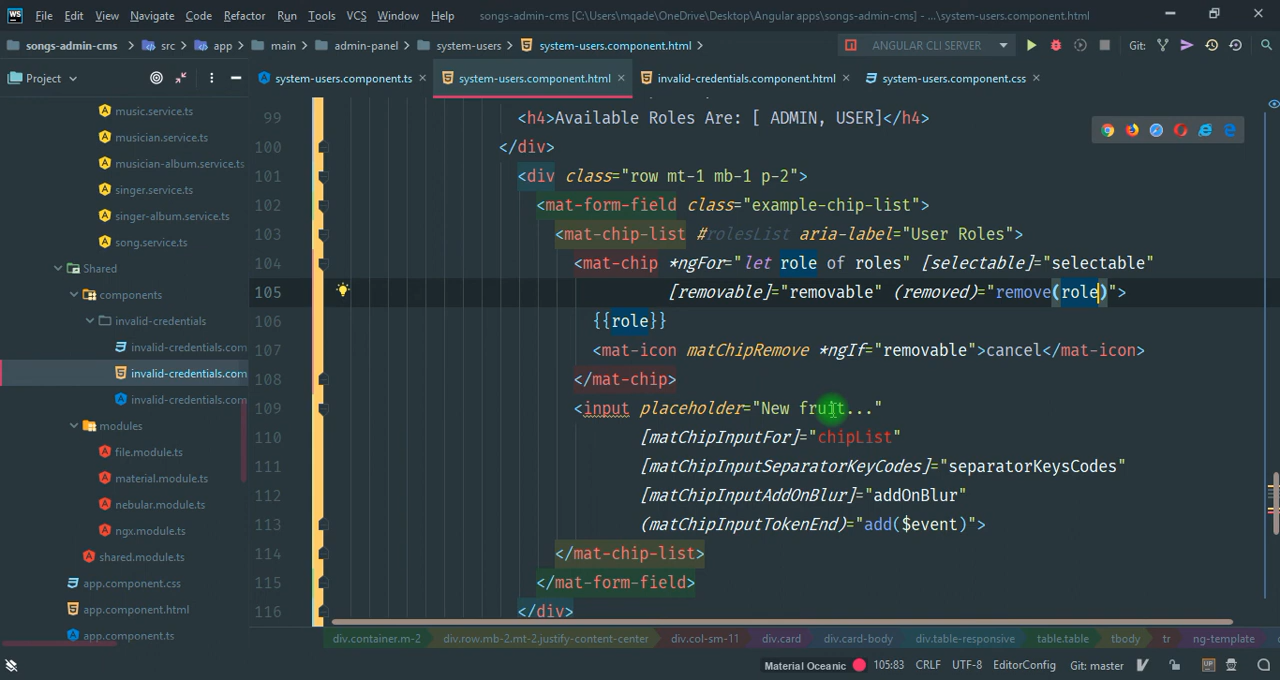 WS File Edit View Navigate Code Refactor Run Tools VCS Window Help songs-admin-cms [C:\Users\mqade\OneDrive\Desktop\Angular apps\songs-admin-cms] - ...\system-users.component.html
songs-admin-cms src app main admin-panel system-users system-users.component.html ANGULAR CLI SERVER Git:
Project system-users.component.ts system-users.component.html invalid-credentials.component.html system-users.component.css
music.service.ts
musician.service.ts
musician-album.service.ts
singer.service.ts
singer-album.service.ts
song.service.ts
Shared
components
invalid-credentials
invalid-credentials.com
invalid-credentials.com
invalid-credentials.com
modules
file.module.ts
material.module.ts
nebular.module.ts
ngx.module.ts
shared.module.ts
app.component.css
app.component.html
app.component.ts
99 <h4>Available Roles Are: [ ADMIN, USER]</h4>
100 </div>
101 <div class="row mt-1 mb-1 p-2">
102 <mat-form-field class="example-chip-list">
103 <mat-chip-list #rolesList aria-label="User Roles">
104 <mat-chip *ngFor="let role of roles" [selectable]="selectable"
105 [removable]="removable" (removed)="remove(role)">
106 {{role}}
107 <mat-icon matChipRemove *ngIf="removable">cancel</mat-icon>
108 </mat-chip>
109 <input placeholder="New fruit..."
110 [matChipInputFor]="chipList"
111 [matChipInputSeparatorKeyCodes]="separatorKeysCodes"
112 [matChipInputAddOnBlur]="addOnBlur"
113 (matChipInputTokenEnd)="add($event)">
114 </mat-chip-list>
115 </mat-form-field>
116 </div>
div.container.m-2 div.row.mb-2.mt-2.justify-content-center div.col-sm-11 div.card div.card-body div.table-responsive table.table tbody tr ng-template
Material Oceanic 105:83 CRLF UTF-8 EditorConfig Git: master